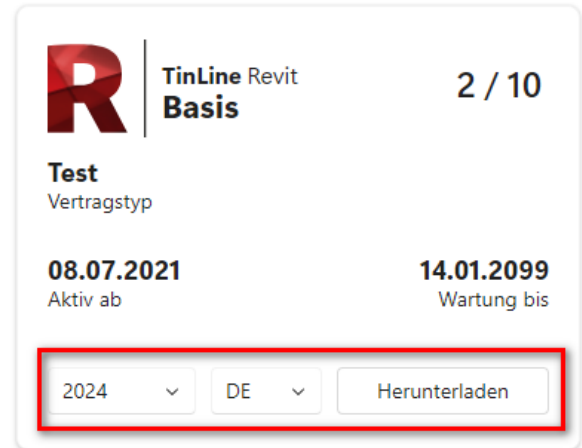 TinLine Revit
Basis
2 / 10
Test
Vertragstyp
08.07.2021 14.01.2099
Aktiv ab Wartung bis
2024 DE Herunterladen